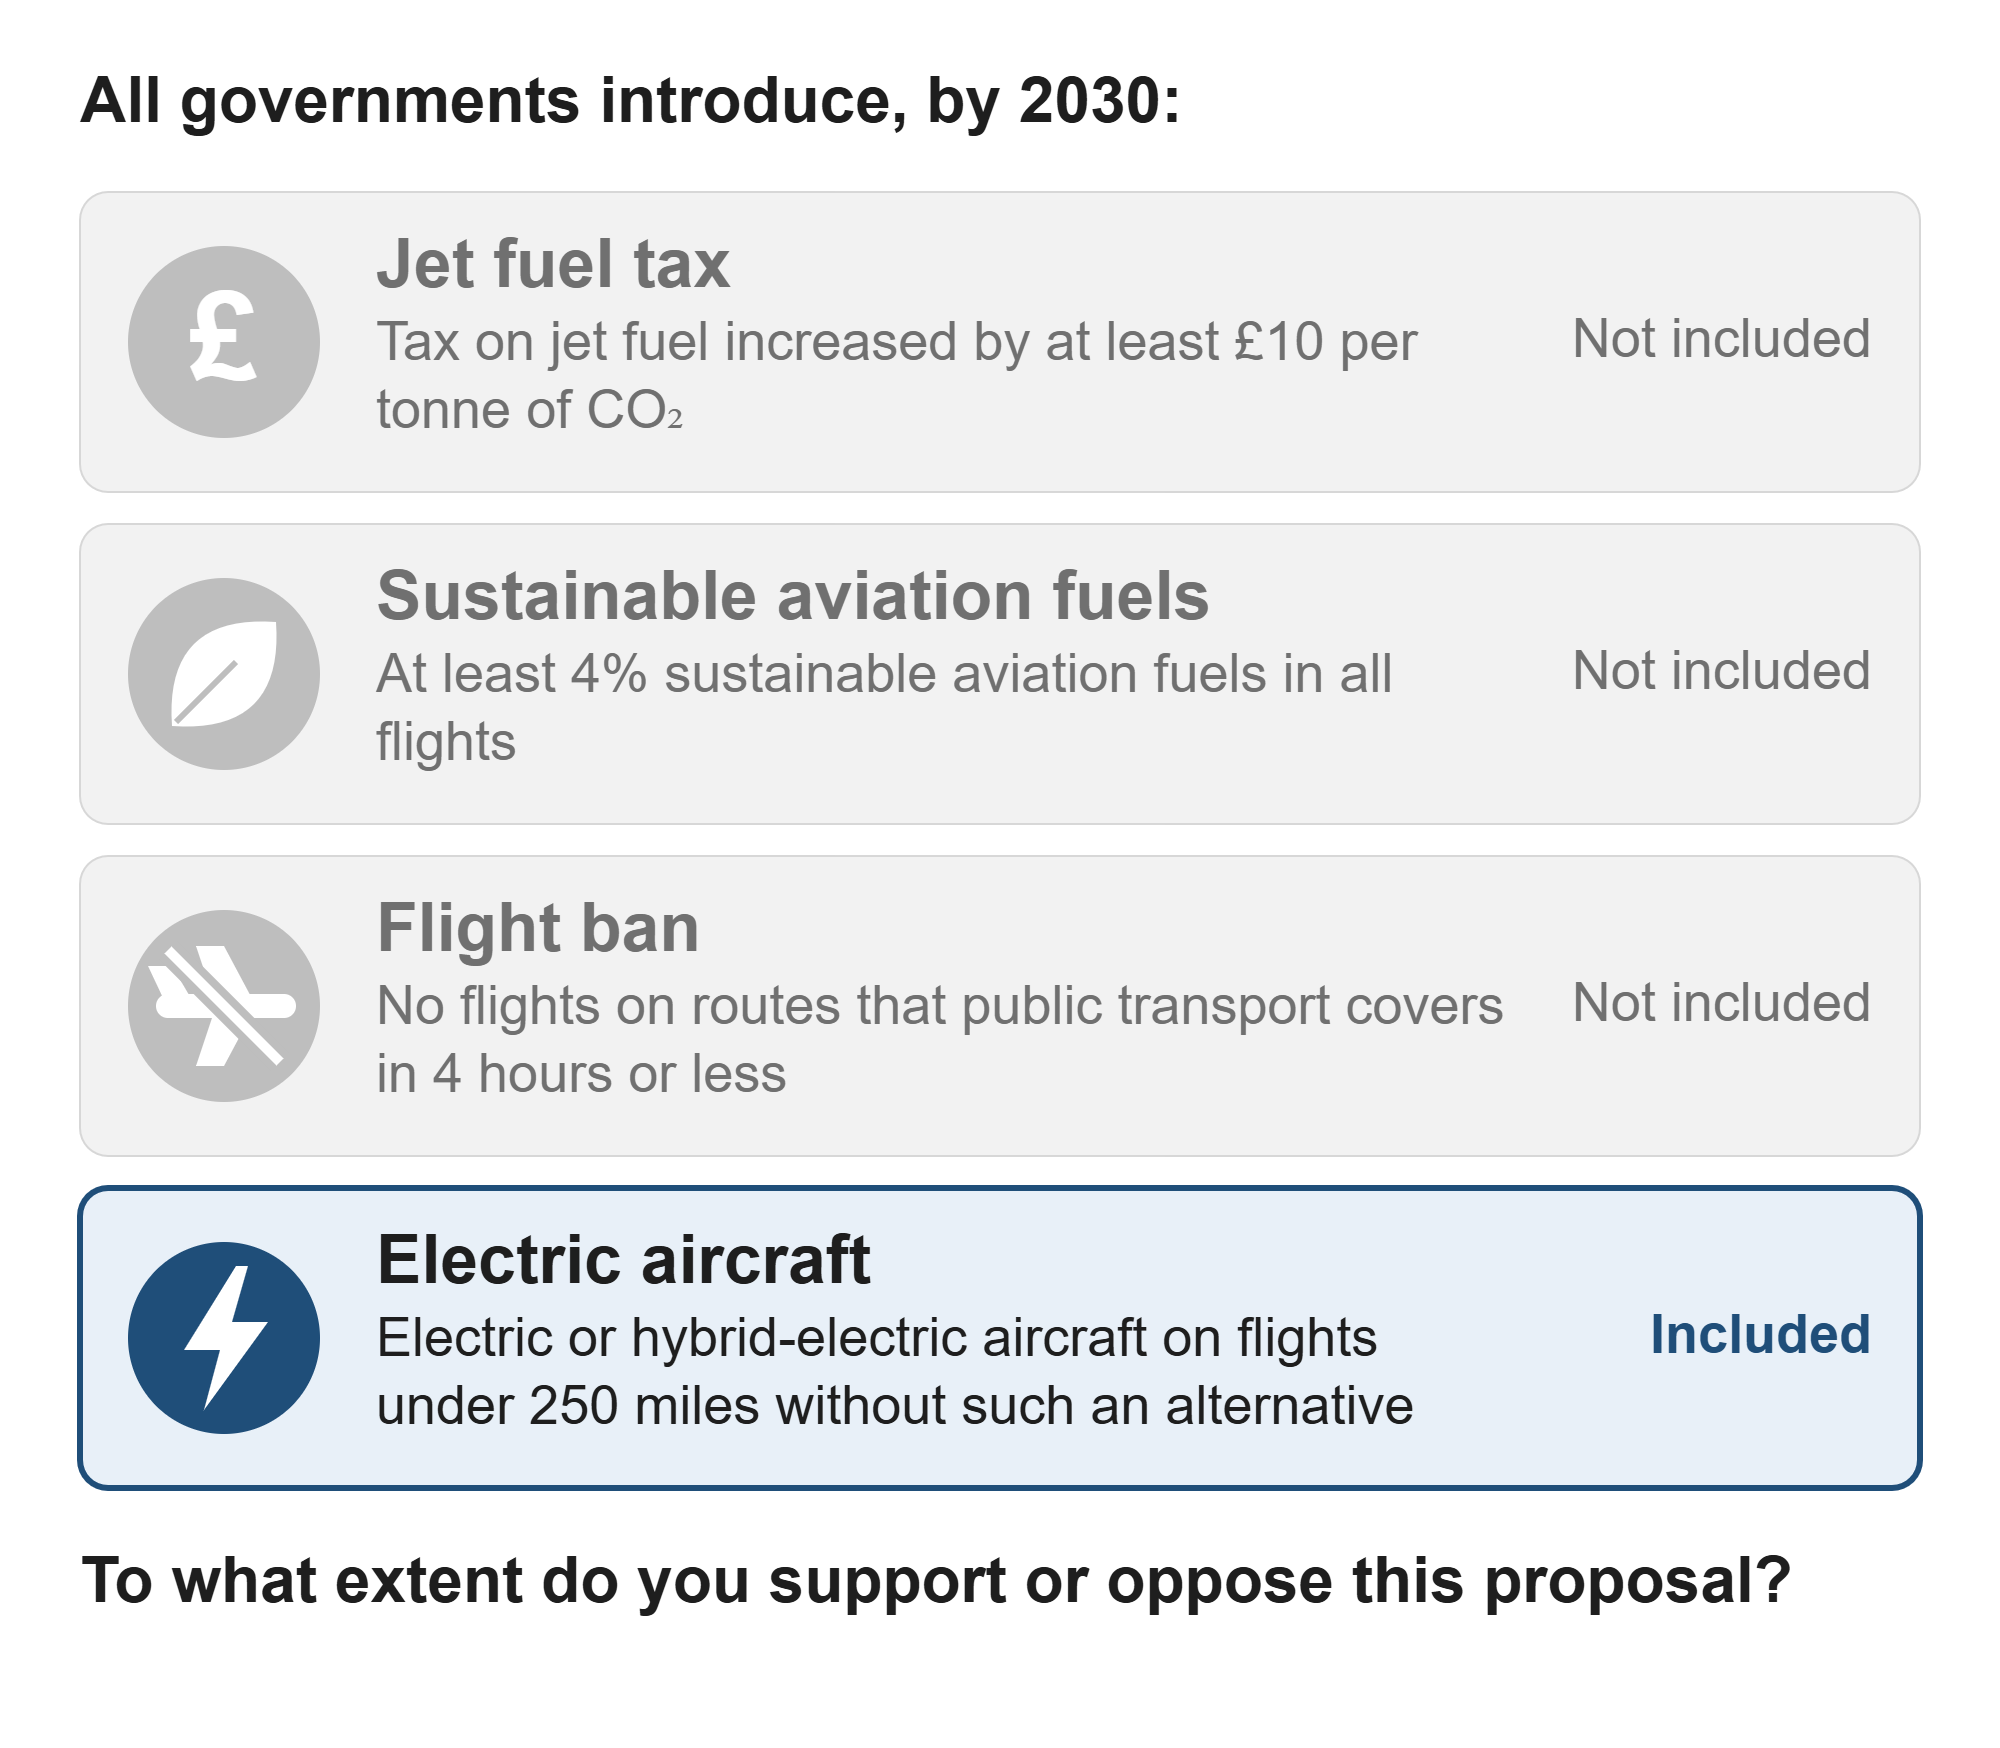 All governments introduce, by 2030:
£
Jet fuel tax
Tax on jet fuel increased by at least £10 per
tonne of CO₂
Not included
Sustainable aviation fuels
At least 4% sustainable aviation fuels in all
flights
Not included
Flight ban
No flights on routes that public transport covers
in 4 hours or less
Not included
Electric aircraft
Electric or hybrid-electric aircraft on flights
under 250 miles without such an alternative
Included
To what extent do you support or oppose this proposal?